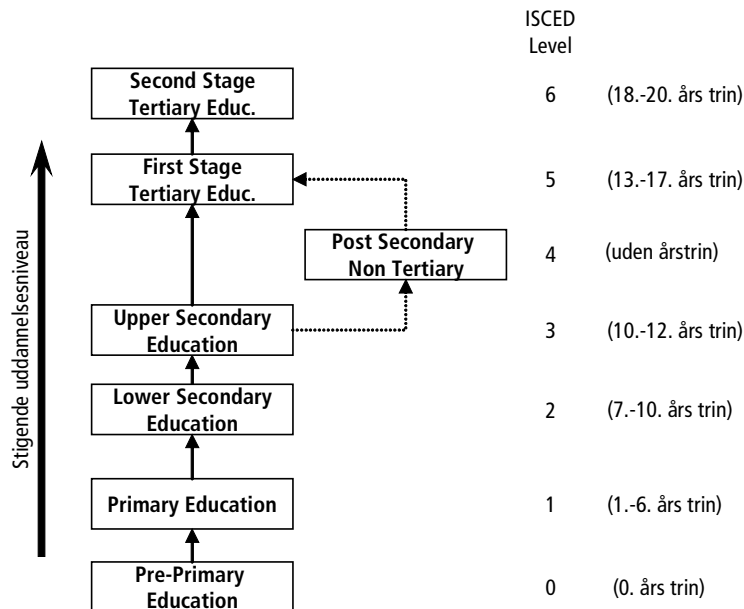 ISCED
Level
Second Stage
Tertiary Educ.
6 (18.-20. års trin)
First Stage
Tertiary Educ.
5 (13.-17. års trin)
Post Secondary
Non Tertiary
4 (uden årstrin)
Upper Secondary
Education
3 (10.-12. års trin)
Lower Secondary
Education
2 (7.-10. års trin)
Primary Education
1 (1.-6. års trin)
Pre-Primary
Education
0 (0. års trin)
Stigende uddannelsesniveau